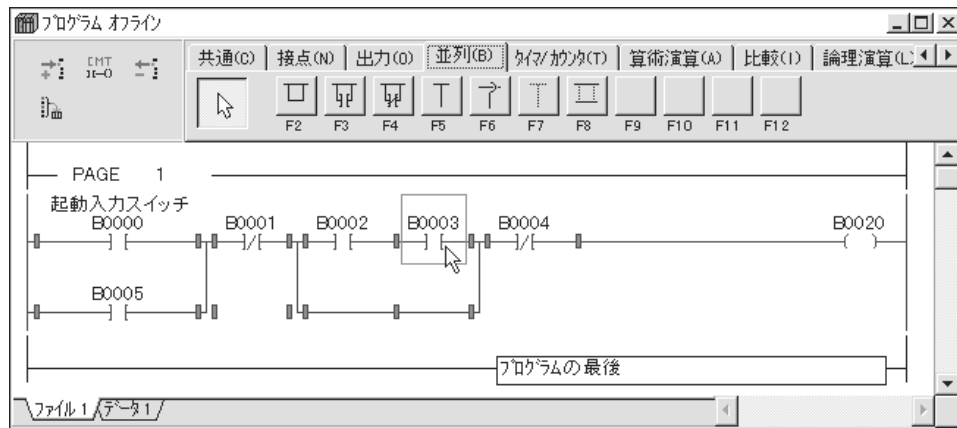 プログラム オフライン
共通(C) 接点(N) 出力(O) 並列(B) タイマ/カウンタ(T) 算術演算(A) 比較(I) 論理演算(L)
CMT
F2 F3 F4 F5 F6 F7 F8 F9 F10 F11 F12
PAGE 1
起動入力スイッチ
B0000 B0001 B0002 B0003 B0004 B0020
B0005
プログラムの最後
ファイル 1 データ 1